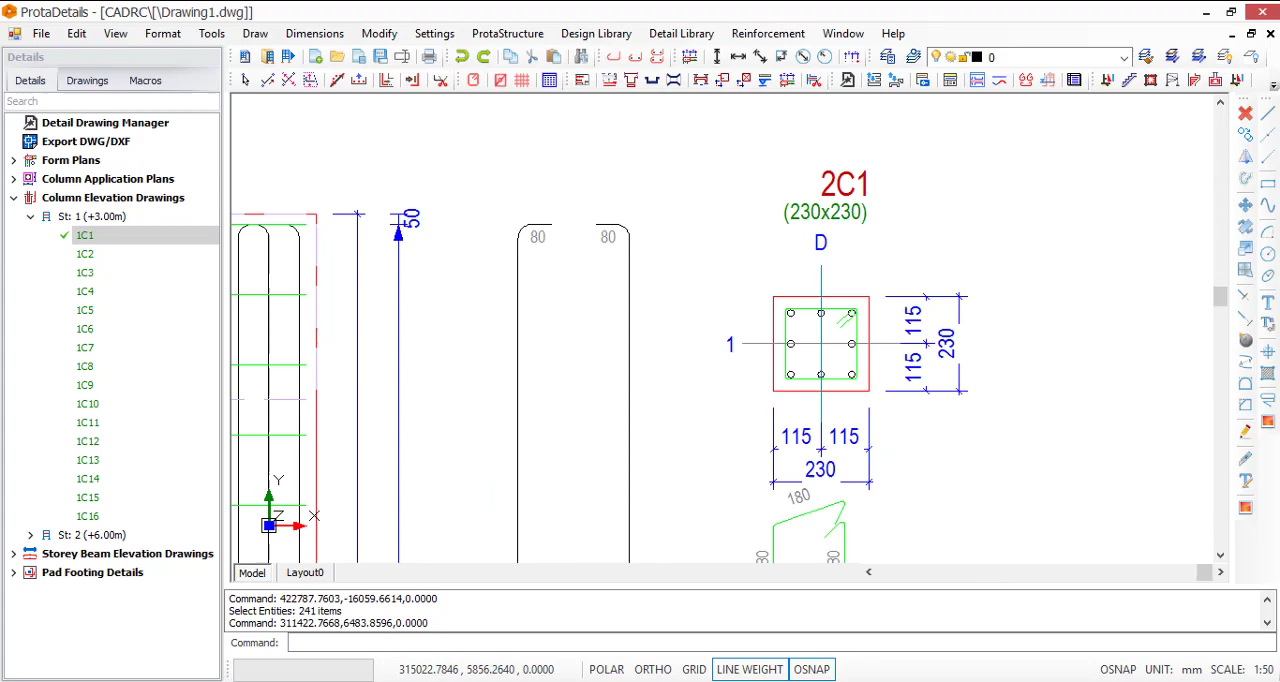 ProtaDetails - [CADRC\[\Drawing1.dwg]]
File Edit View Format Tools Draw Dimensions Modify Settings ProtaStructure Design Library Detail Library Reinforcement Window Help
Details
0
Details Drawings Macros
Search
Detail Drawing Manager
Export DWG/DXF
Form Plans
Column Application Plans
Column Elevation Drawings
St: 1 (+3.00m)
1C1
1C2
1C3
1C4
1C5
1C6
1C7
1C8
1C9
1C10
1C11
1C12
1C13
1C14
1C15
1C16
St: 2 (+6.00m)
Storey Beam Elevation Drawings
Pad Footing Details
50
80 80
2C1
(230x230)
D
1
115
115
230
115 115
230
180
Y
Z X
Model Layout0
Command: 422787.7603,-16059.6614,0.0000
Select Entities: 241 items
Command: 311422.7668,6483.8596,0.0000
Command:
315022.7846 , 5856.2640 , 0.0000 POLAR ORTHO GRID LINE WEIGHT OSNAP OSNAP UNIT: mm SCALE: 1:50